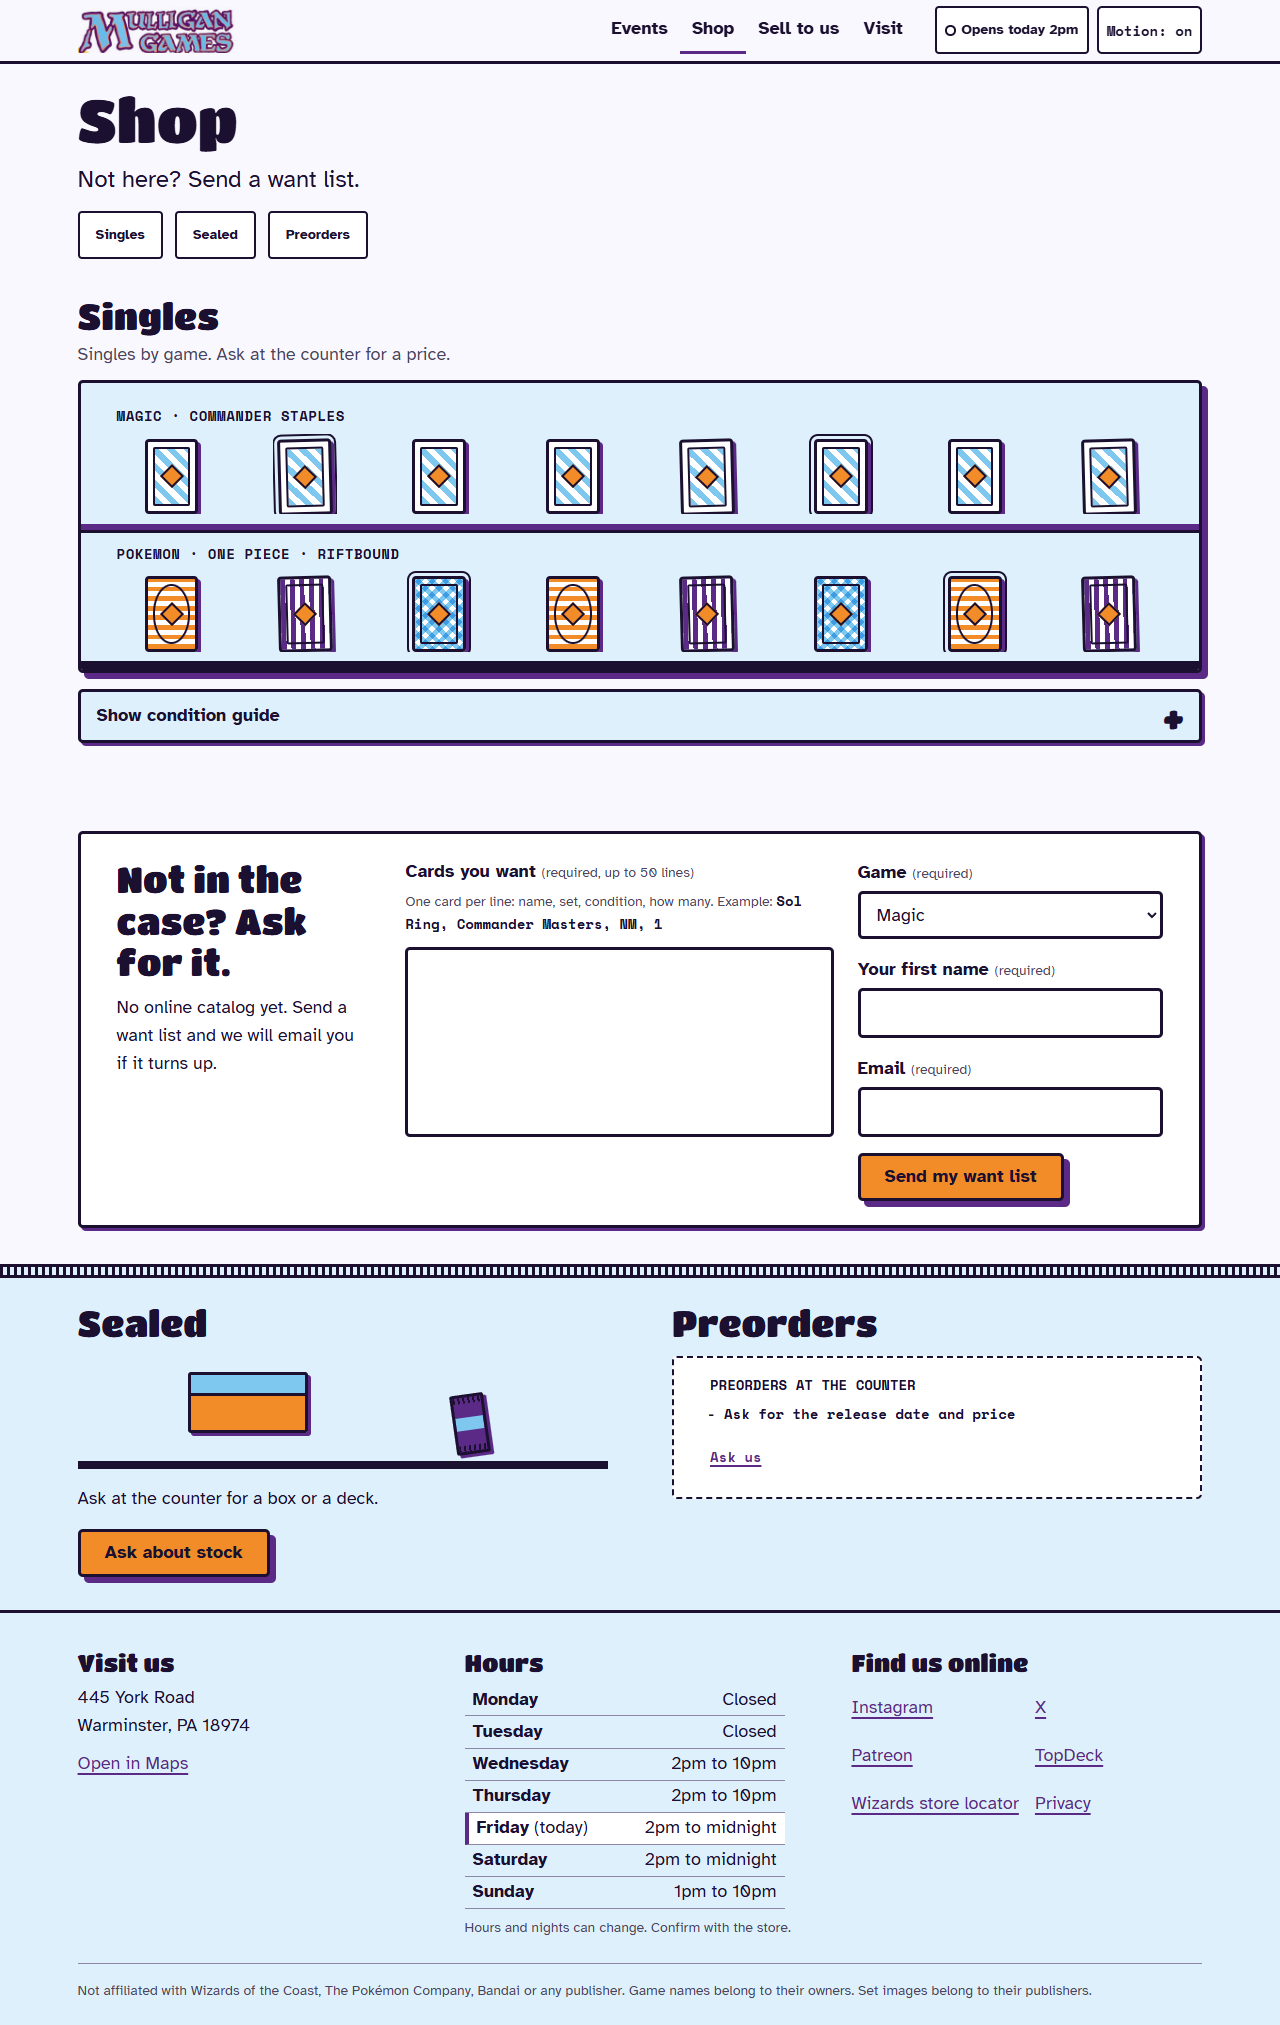 MULLIGAN GAMES
Events Shop Sell to us Visit Opens today 2pm Motion: on
Shop
Not here? Send a want list.
Singles Sealed Preorders
Singles
Singles by game. Ask at the counter for a price.
MAGIC · COMMANDER STAPLES
POKEMON · ONE PIECE · RIFTBOUND
Show condition guide
Not in the
case? Ask
for it.
No online catalog yet. Send a
want list and we will email you
if it turns up.
Cards you want (required, up to 50 lines)
One card per line: name, set, condition, how many. Example: Sol
Ring, Commander Masters, NM, 1
Game (required)
Magic
Your first name (required)
Email (required)
Send my want list
Sealed
Ask at the counter for a box or a deck.
Ask about stock
Preorders
PREORDERS AT THE COUNTER
- Ask for the release date and price
Ask us
Visit us
445 York Road
Warminster, PA 18974
Open in Maps
Hours
Monday Closed
Tuesday Closed
Wednesday 2pm to 10pm
Thursday 2pm to 10pm
Friday (today) 2pm to midnight
Saturday 2pm to midnight
Sunday 1pm to 10pm
Hours and nights can change. Confirm with the store.
Find us online
Instagram X
Patreon TopDeck
Wizards store locator Privacy
Not affiliated with Wizards of the Coast, The Pokémon Company, Bandai or any publisher. Game names belong to their owners. Set images belong to their publishers.